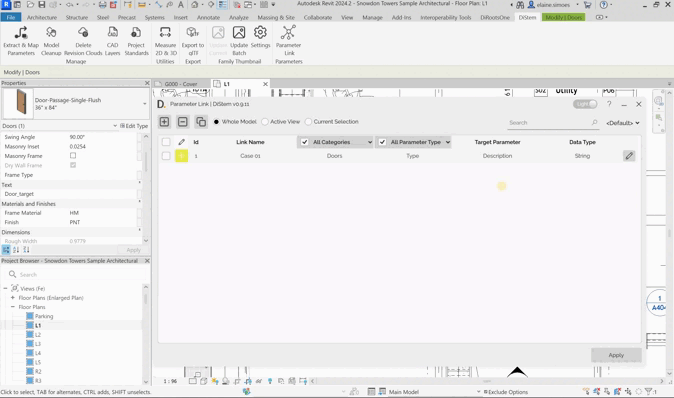 Autodesk Revit 2024.2 - Snowdon Towers Sample Architectural - Floor Plan: L1
elaine.simoes
File Architecture Structure Steel Precast Systems Insert Annotate Analyze Massing & Site Collaborate View Manage Add-Ins Interoperability Tools DiRootsOne DiStem Modify | Doors
Extract & Map Parameters
Model Cleanup
Delete Revision Clouds
CAD Layers
Project Standards
Measure 2D & 3D
Export to glTF
Update Batch
Settings
Parameter Link
Manage Utilities Export Family Thumbnail Parameters
Modify | Doors
Properties
G000 - Cover
L1
Door-Passage-Single-Flush
36" x 84"
Doors (1)
Edit Type
Swing Angle 90.00°
Masonry Inset 0.0254
Masonry Frame
Dry Wall Frame
Frame Type
Text
Door_target
Materials and Finishes
Frame Material HM
Finish PNT
Dimensions
Rough Width 0.9779
Apply
Project Browser - Snowdon Towers Sample Architectural
Search
Views (Fe)
Floor Plans (Enlarged Plan)
Floor Plans
Parking
L1
L2
L3
L4
L5
R2
R3
502 Utility
Parameter Link | DiStem v0.9.11
Light
Whole Model Active View Current Selection
Search
<Default>
Id Link Name All Categories All Parameter Type Target Parameter Data Type
1 Case 01 Doors Type Description String
Apply
1
1 : 96
Main Model
Exclude Options
Click to select, TAB for alternates, CTRL adds, SHIFT unselects.